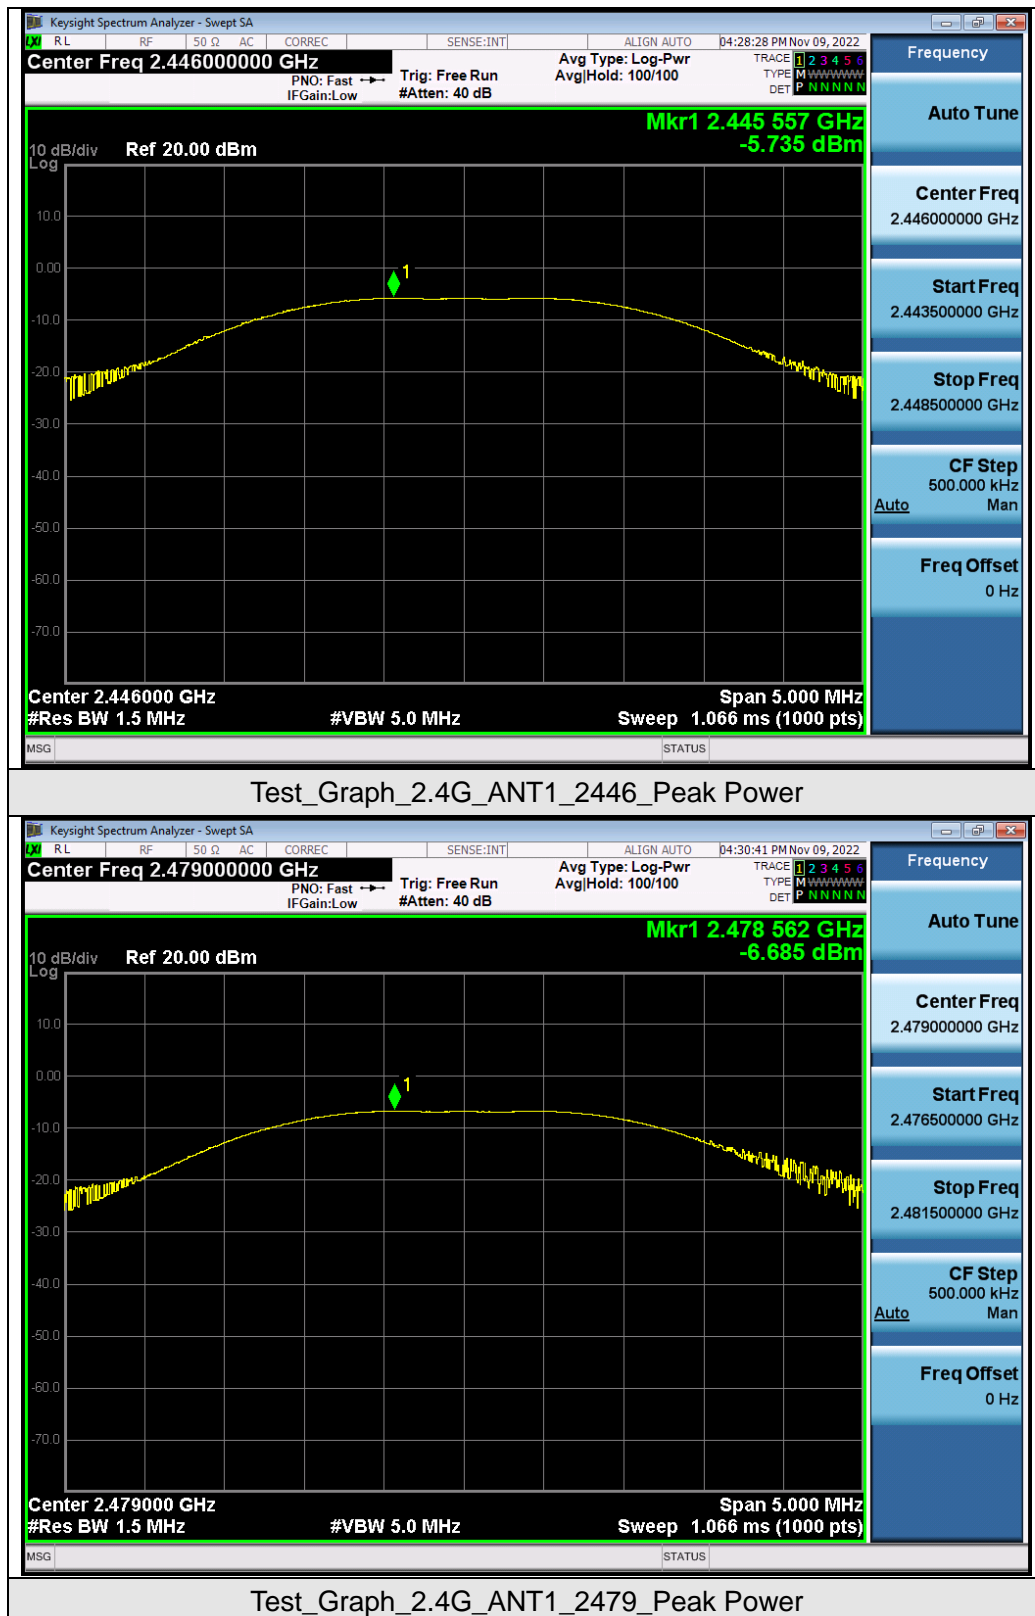 Keysight Spectrum Analyzer - Swept SA
LXI RL RF 50 Ω AC CORREC SENSE:INT ALIGN AUTO 04:28:28 PM Nov 09, 2022
Center Freq 2.446000000 GHz
PNO: Fast
IFGain:Low
Trig: Free Run
#Atten: 40 dB
Avg Type: Log-Pwr
Avg|Hold: 100/100
TRACE 1 2 3 4 5 6
TYPE M WWWWW
DET P N N N N N
Mkr1 2.445 557 GHz
-5.735 dBm
10 dB/div
Log
Ref 20.00 dBm
10.0
0.00
-10.0
-20.0
-30.0
-40.0
-50.0
-60.0
-70.0
1
Center 2.446000 GHz
Span 5.000 MHz
#Res BW 1.5 MHz
#VBW 5.0 MHz
Sweep 1.066 ms (1000 pts)
MSG
STATUS
Frequency
Auto Tune
Center Freq
2.446000000 GHz
Start Freq
2.443500000 GHz
Stop Freq
2.448500000 GHz
CF Step
500.000 kHz
Auto Man
Freq Offset
0 Hz
Test_Graph_2.4G_ANT1_2446_Peak Power
Keysight Spectrum Analyzer - Swept SA
LXI RL RF 50 Ω AC CORREC SENSE:INT ALIGN AUTO 04:30:41 PM Nov 09, 2022
Center Freq 2.479000000 GHz
PNO: Fast
IFGain:Low
Trig: Free Run
#Atten: 40 dB
Avg Type: Log-Pwr
Avg|Hold: 100/100
TRACE 1 2 3 4 5 6
TYPE M WWWWW
DET P N N N N N
Mkr1 2.478 562 GHz
-6.685 dBm
10 dB/div
Log
Ref 20.00 dBm
10.0
0.00
-10.0
-20.0
-30.0
-40.0
-50.0
-60.0
-70.0
1
Center 2.479000 GHz
Span 5.000 MHz
#Res BW 1.5 MHz
#VBW 5.0 MHz
Sweep 1.066 ms (1000 pts)
MSG
STATUS
Frequency
Auto Tune
Center Freq
2.479000000 GHz
Start Freq
2.476500000 GHz
Stop Freq
2.481500000 GHz
CF Step
500.000 kHz
Auto Man
Freq Offset
0 Hz
Test_Graph_2.4G_ANT1_2479_Peak Power